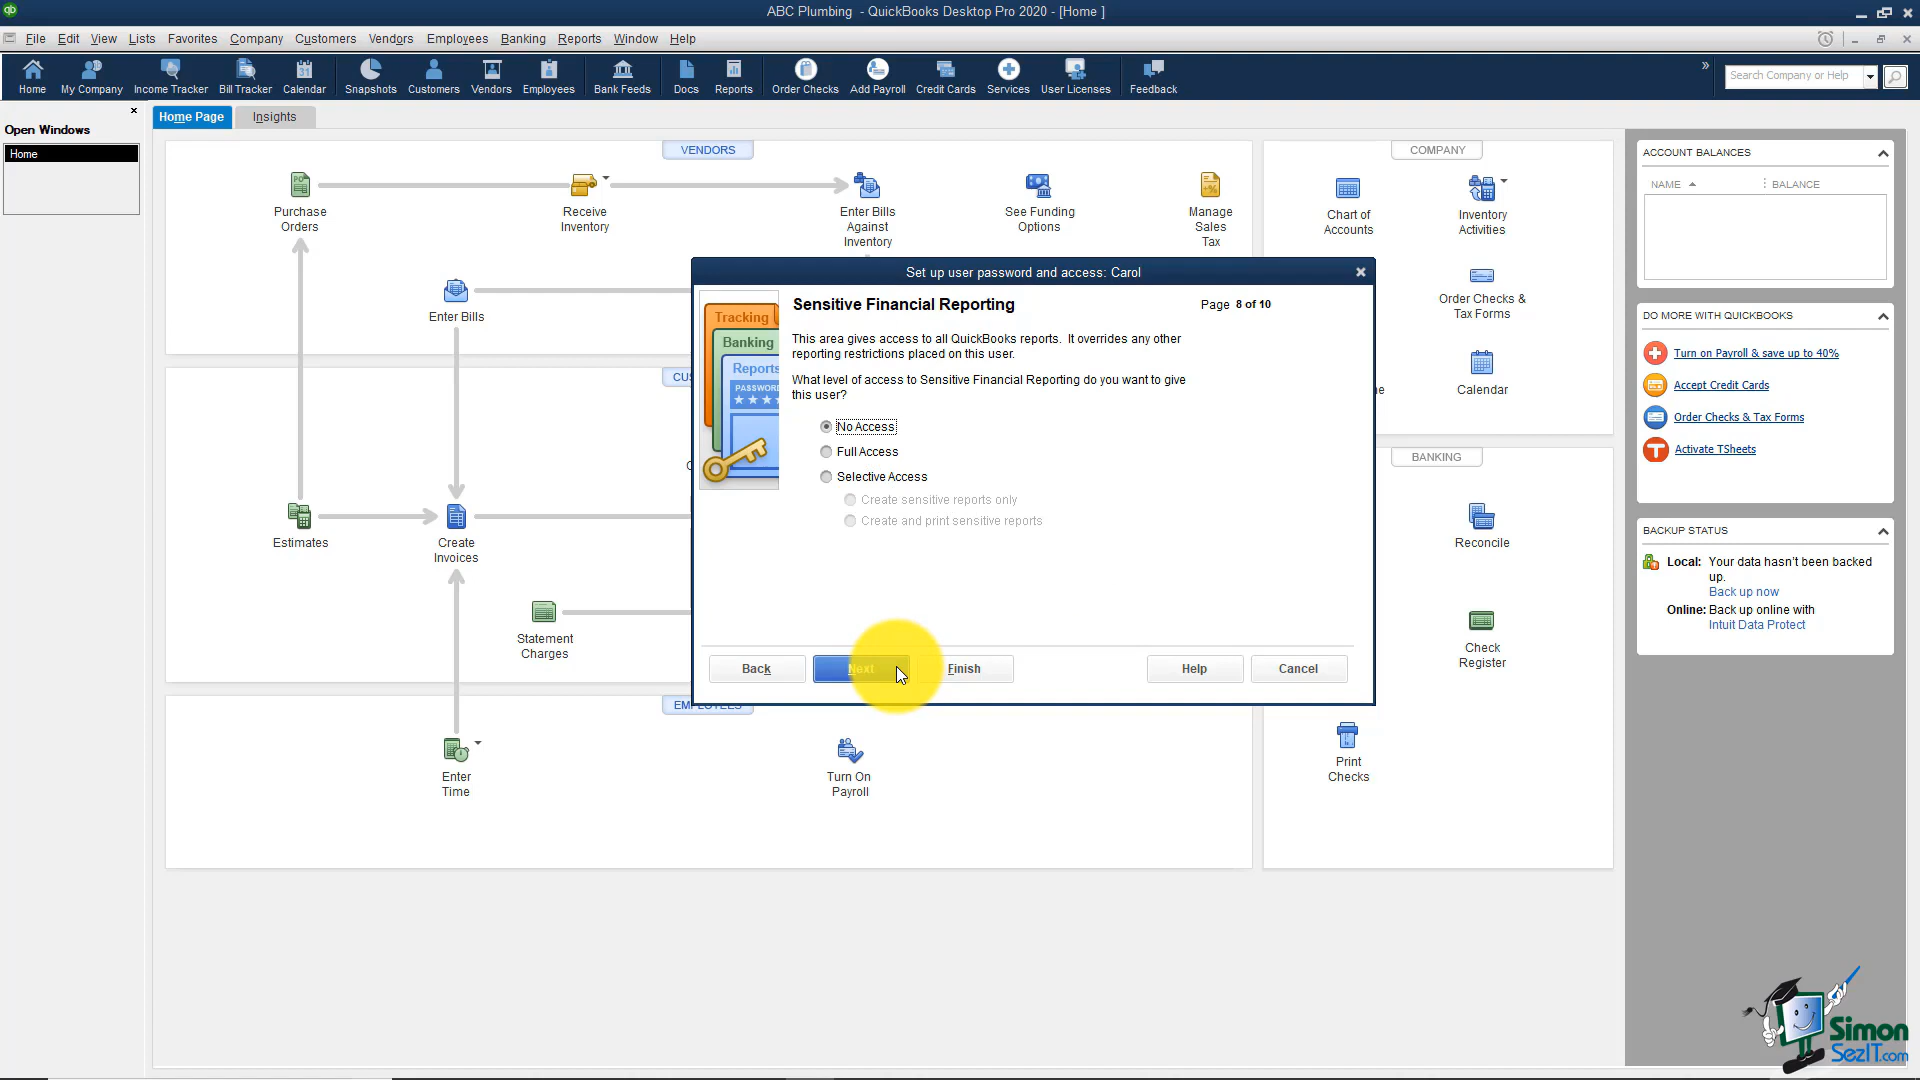 ABC Plumbing - QuickBooks Desktop Pro 2020 - [Home ]
File Edit View Lists Favorites Company Customers Vendors Employees Banking Reports Window Help
Home My Company Income Tracker Bill Tracker Calendar Snapshots Customers Vendors Employees Bank Feeds Docs Reports Order Checks Add Payroll Credit Cards Services User Licenses Feedback
Search Company or Help
Open Windows
Home
Home Page Insights
VENDORS
Purchase
Orders
Receive
Inventory
Enter Bills
Against
Inventory
See Funding
Options
Manage
Sales
Tax
Enter Bills
Estimates
Create
Invoices
Statement
Charges
Enter
Time
Turn On
Payroll
Set up user password and access: Carol
Tracking
Banking
Reports
PASSWORD
Sensitive Financial Reporting
Page 8 of 10
This area gives access to all QuickBooks reports. It overrides any other
reporting restrictions placed on this user.
What level of access to Sensitive Financial Reporting do you want to give
this user?
No Access
Full Access
Selective Access
Create sensitive reports only
Create and print sensitive reports
Back Next Finish Help Cancel
COMPANY
Chart of
Accounts
Inventory
Activities
Order Checks &
Tax Forms
Calendar
BANKING
Reconcile
Check
Register
Print
Checks
ACCOUNT BALANCES
NAME BALANCE
DO MORE WITH QUICKBOOKS
Turn on Payroll & save up to 40%
Accept Credit Cards
Order Checks & Tax Forms
Activate TSheets
BACKUP STATUS
Local: Your data hasn't been backed
up.
Back up now
Online: Back up online with
Intuit Data Protect
Simon
SezIT.com